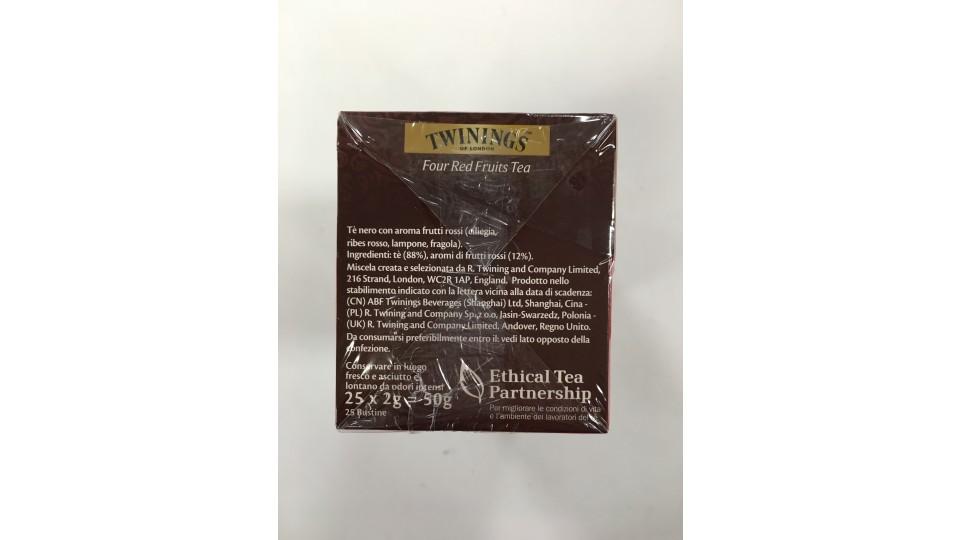 TWININGS
OF LONDON
Four Red Fruits Tea
Tè nero con aroma frutti rossi (ciliegia,
ribes rosso, lampone, fragola).
Ingredienti: tè (88%), aromi di frutti rossi (12%).
Miscela creata e selezionata da R. Twining and Company Limited,
216 Strand, London, WC2R 1AP, England. Prodotto nello
stabilimento indicato con la lettera vicina alla data di scadenza:
(CN) ABF Twinings Beverages (Shanghai) Ltd, Shanghai, Cina -
(PL) R. Twining and Company Sp. z o.o, Jasin-Swarzedz, Polonia -
(UK) R. Twining and Company Limited, Andover, Regno Unito.
Da consumarsi preferibilmente entro il: vedi lato opposto della
confezione.
Conservare in luogo
fresco e asciutto e
lontano da odori intensi
25 x 2g = 50g
25 Bustine
Ethical Tea
Partnership
Per migliorare le condizioni di vita
e l'ambiente dei lavoratori del